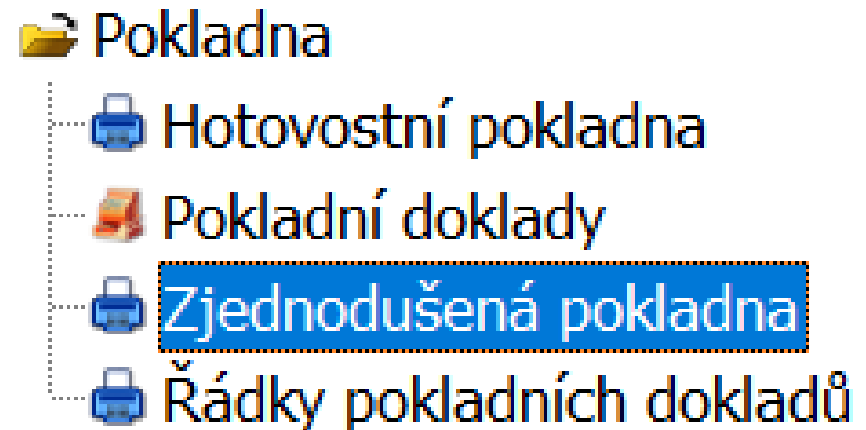 Pokladna
Hotovostní pokladna
Pokladní doklady
Zjednodušená pokladna
Řádky pokladních dokladů